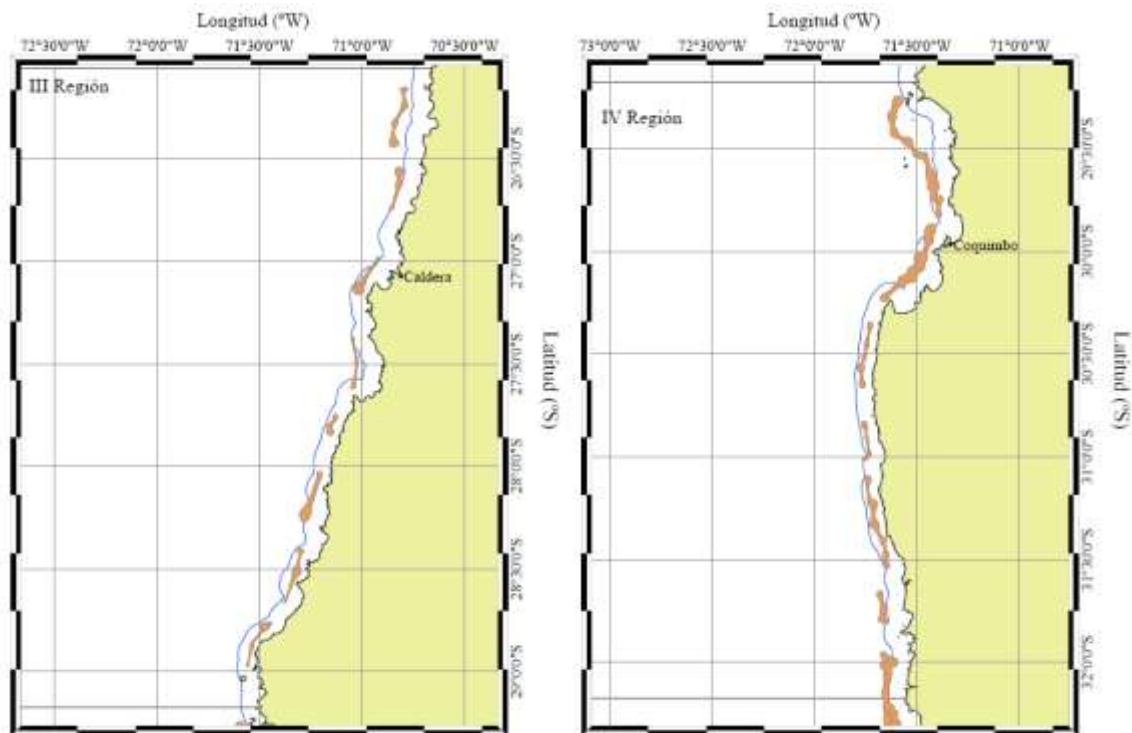 Longitud (ºW)
72°30'0"W 72°0'0"W 71°30'0"W 71°0'0"W 70°30'0"W
III Región
Caldera
26°30'0"S
27°0'0"S
27°30'0"S
28°0'0"S
28°30'0"S
29°0'0"S
Latitud (ºS)
Longitud (ºW)
73°0'0"W 72°30'0"W 72°0'0"W 71°30'0"W 71°0'0"W
IV Región
Coquimbo
29°30'0"S
30°0'0"S
30°30'0"S
31°0'0"S
31°30'0"S
32°0'0"S
Latitud (ºS)